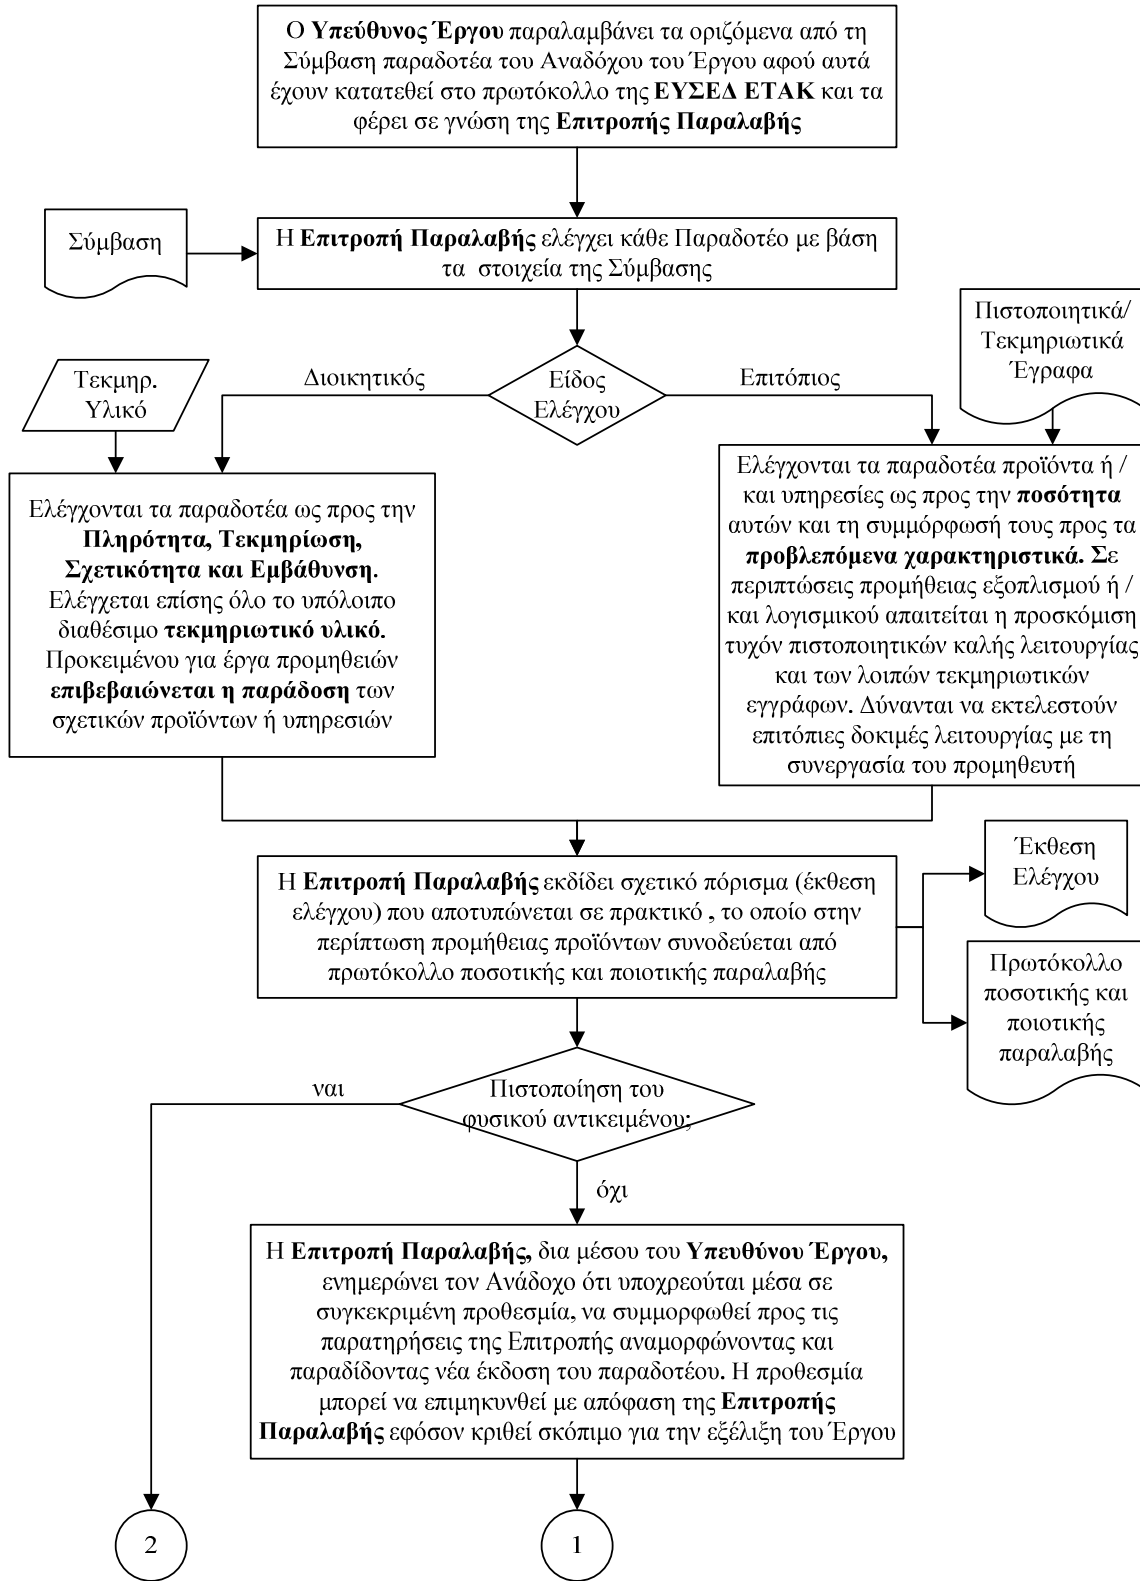 Ο Υπεύθυνος Έργου παραλαμβάνει τα οριζόμενα από τη
Σύμβαση παραδοτέα του Αναδόχου του Έργου αφού αυτά
έχουν κατατεθεί στο πρωτόκολλο της ΕΥΣΕΔ ΕΤΑΚ και τα
φέρει σε γνώση της Επιτροπής Παραλαβής
Σύμβαση
Η Επιτροπή Παραλαβής ελέγχει κάθε Παραδοτέο με βάση
τα στοιχεία της Σύμβασης
Πιστοποιητικά/
Τεκμηριωτικά
Έγραφα
Τεκμηρ.
Υλικό
Διοικητικός
Είδος
Ελέγχου
Επιτόπιος
Ελέγχονται τα παραδοτέα ως προς την
Πληρότητα, Τεκμηρίωση,
Σχετικότητα και Εμβάθυνση.
Ελέγχεται επίσης όλο το υπόλοιπο
διαθέσιμο τεκμηριωτικό υλικό.
Προκειμένου για έργα προμηθειών
επιβεβαιώνεται η παράδοση των
σχετικών προϊόντων ή υπηρεσιών
Ελέγχονται τα παραδοτέα προϊόντα ή /
και υπηρεσίες ως προς την ποσότητα
αυτών και τη συμμόρφωσή τους προς τα
προβλεπόμενα χαρακτηριστικά. Σε
περιπτώσεις προμήθειας εξοπλισμού ή /
και λογισμικού απαιτείται η προσκόμιση
τυχόν πιστοποιητικών καλής λειτουργίας
και των λοιπών τεκμηριωτικών
εγγράφων. Δύνανται να εκτελεστούν
επιτόπιες δοκιμές λειτουργίας με τη
συνεργασία του προμηθευτή
Η Επιτροπή Παραλαβής εκδίδει σχετικό πόρισμα (έκθεση
ελέγχου) που αποτυπώνεται σε πρακτικό , το οποίο στην
περίπτωση προμήθειας προϊόντων συνοδεύεται από
πρωτόκολλο ποσοτικής και ποιοτικής παραλαβής
Έκθεση
Ελέγχου
Πρωτόκολλο
ποσοτικής και
ποιοτικής
παραλαβής
ναι
Πιστοποίηση του
φυσικού αντικειμένου;
όχι
Η Επιτροπή Παραλαβής, δια μέσου του Υπευθύνου Έργου,
ενημερώνει τον Ανάδοχο ότι υποχρεούται μέσα σε
συγκεκριμένη προθεσμία, να συμμορφωθεί προς τις
παρατηρήσεις της Επιτροπής αναμορφώνοντας και
παραδίδοντας νέα έκδοση του παραδοτέου. Η προθεσμία
μπορεί να επιμηκυνθεί με απόφαση της Επιτροπής
Παραλαβής εφόσον κριθεί σκόπιμο για την εξέλιξη του Έργου
2
1